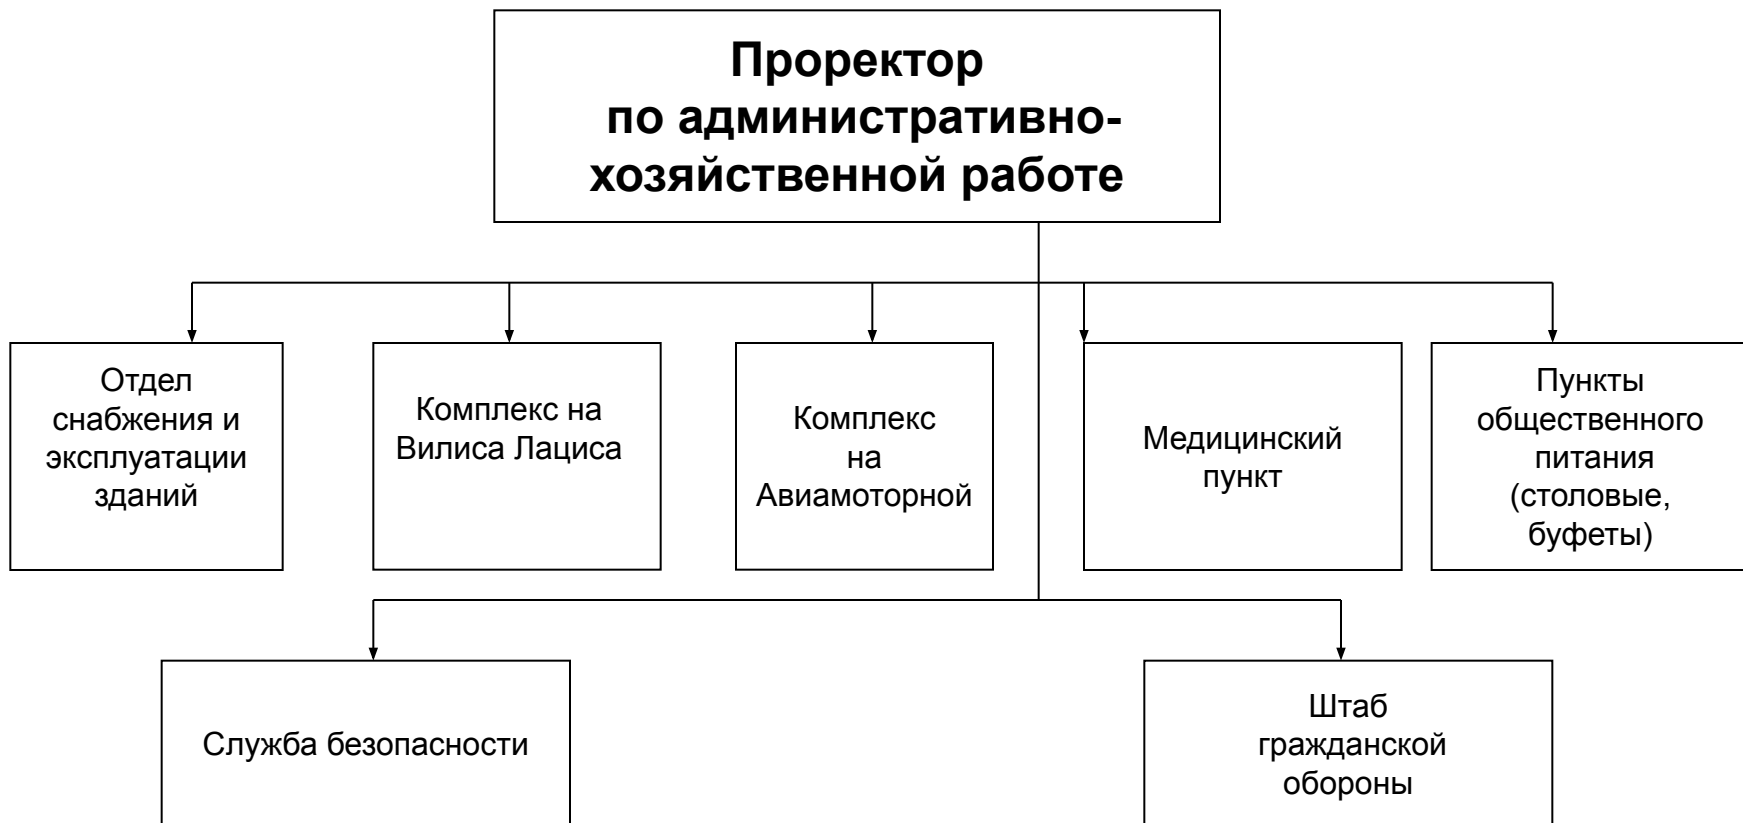 Проректор
по административно-
хозяйственной работе
Отдел
снабжения и
эксплуатации
зданий
Комплекс на
Вилиса Лациса
Комплекс
на
Авиамоторной
Медицинский
пункт
Пункты
общественного
питания
(столовые,
буфеты)
Служба безопасности
Штаб
гражданской
обороны